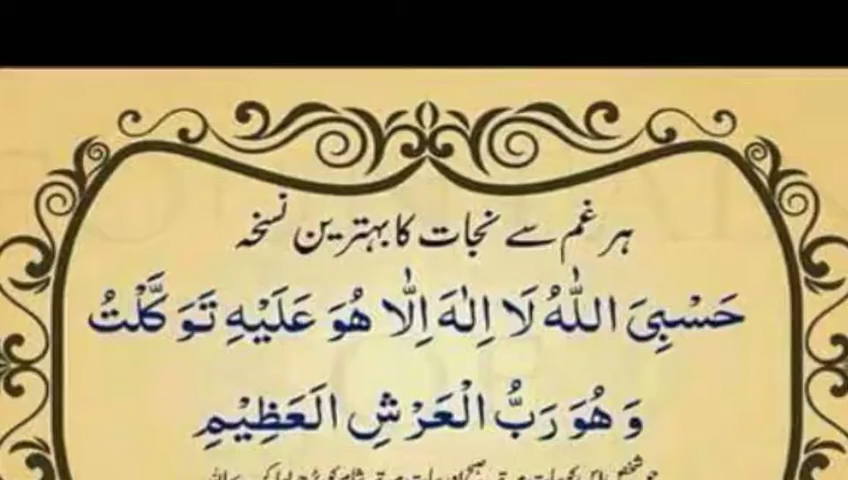 ہر غم سے نجات کا بہترین نسخہ
حَسْبِیَ اللّٰہُ لَا اِلٰہَ اِلَّا ھُوَ عَلَیْہِ تَوَکَّلْتُ
وَ ھُوَ رَبُّ الْعَرْشِ الَعَظِیْمِ